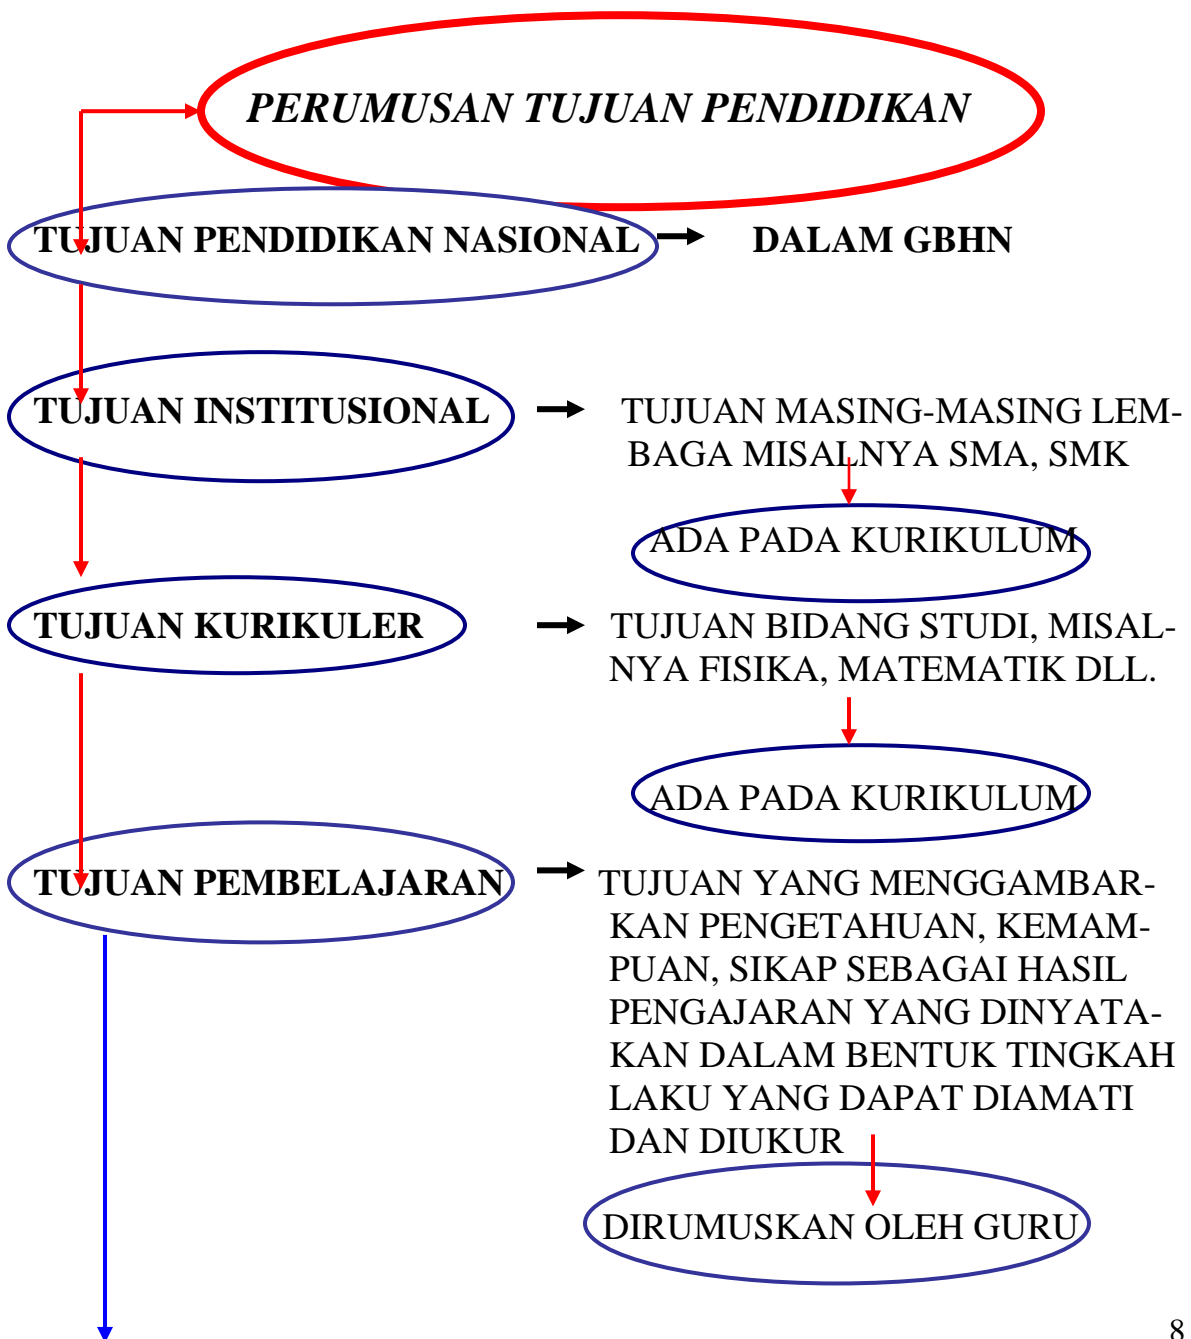 PERUMUSAN TUJUAN PENDIDIKAN
TUJUAN PENDIDIKAN NASIONAL
DALAM GBHN
TUJUAN INSTITUSIONAL
TUJUAN MASING-MASING LEM-
BAGA MISALNYA SMA, SMK
ADA PADA KURIKULUM
TUJUAN KURIKULER
TUJUAN BIDANG STUDI, MISAL-
NYA FISIKA, MATEMATIK DLL.
ADA PADA KURIKULUM
TUJUAN PEMBELAJARAN
TUJUAN YANG MENGGAMBAR-
KAN PENGETAHUAN, KEMAM-
PUAN, SIKAP SEBAGAI HASIL
PENGAJARAN YANG DINYATA-
KAN DALAM BENTUK TINGKAH
LAKU YANG DAPAT DIAMATI
DAN DIUKUR
DIRUMUSKAN OLEH GURU
8